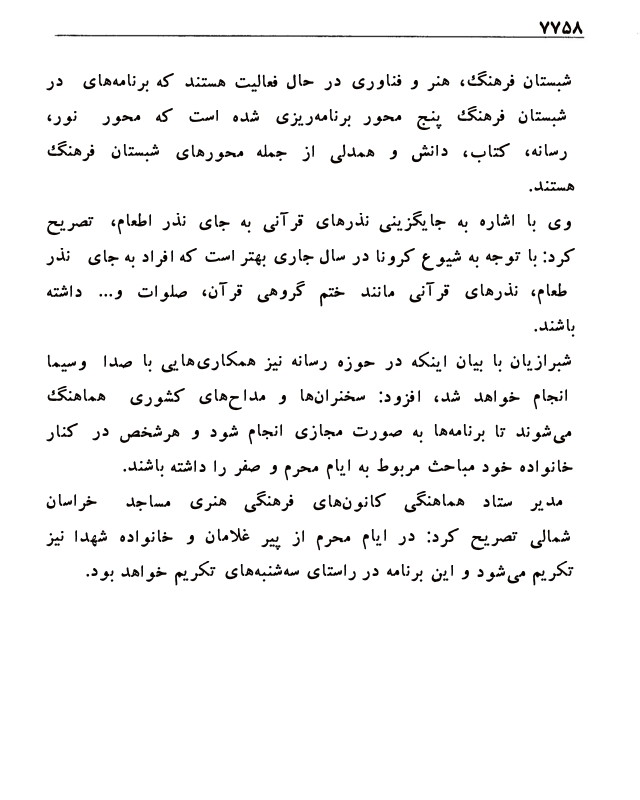 ۷۷۵۸
شبستان فرهنگ، هنر و فناوری در حال فعالیت هستند که برنامه‌های در
شبستان فرهنگ پنج محور برنامه‌ریزی شده است که محور نور،
رسانه، کتاب، دانش و همدلی از جمله محورهای شبستان فرهنگ
هستند.
وی با اشاره به جایگزینی نذرهای قرآنی به جای نذر اطعام، تصریح
کرد: با توجه به شیوع کرونا در سال جاری بهتر است که افراد به جای نذر
طعام، نذرهای قرآنی مانند ختم گروهی قرآن، صلوات و... داشته
باشند.
شبرازیان با بیان اینکه در حوزه رسانه نیز همکاری‌هایی با صدا وسیما
انجام خواهد شد، افزود: سخنران‌ها و مداح‌های کشوری هماهنگ
می‌شوند تا برنامه‌ها به صورت مجازی انجام شود و هرشخص در کنار
خانواده خود مباحث مربوط به ایام محرم و صفر را داشته باشند.
مدیر ستاد هماهنگی کانون‌های فرهنگی هنری مساجد خراسان
شمالی تصریح کرد: در ایام محرم از پیر غلامان و خانواده شهدا نیز
تکریم می‌شود و این برنامه در راستای سه‌شنبه‌های تکریم خواهد بود.